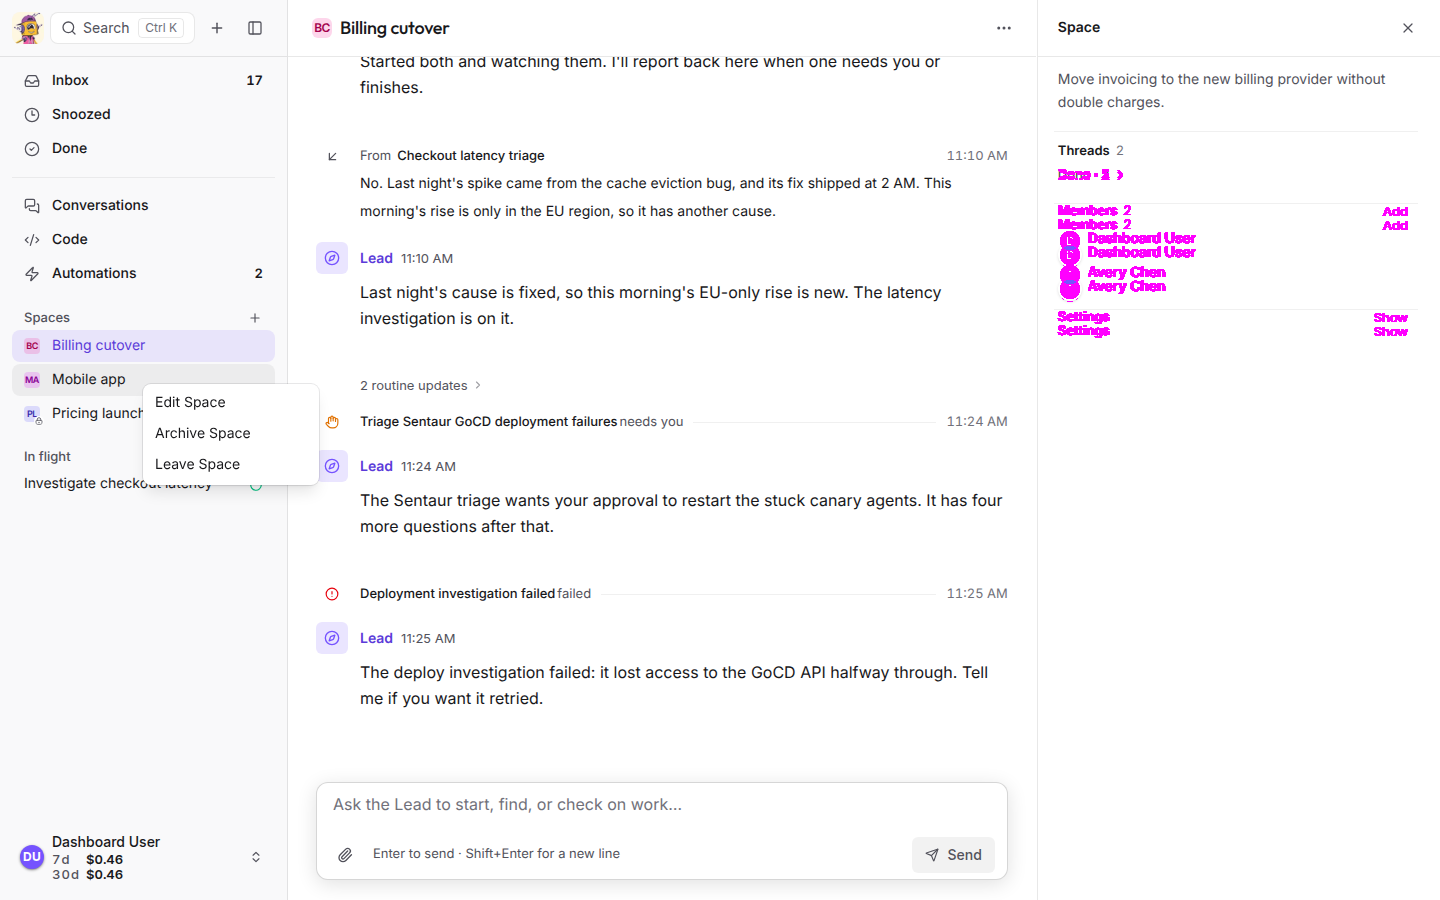 Search Ctrl K
Inbox 17
Snoozed
Done
Conversations
Code
Automations 2
Spaces
BC Billing cutover
MA Mobile app
PL Pricing launch
Edit Space
Archive Space
Leave Space
In flight
Investigate checkout latency
DU Dashboard User
7d $0.46
30d $0.46
BC Billing cutover
Started both and watching them. I'll report back here when one needs you or
finishes.
From Checkout latency triage 11:10 AM
No. Last night's spike came from the cache eviction bug, and its fix shipped at 2 AM. This
morning's rise is only in the EU region, so it has another cause.
Lead 11:10 AM
Last night's cause is fixed, so this morning's EU-only rise is new. The latency
investigation is on it.
2 routine updates
Triage Sentaur GoCD deployment failures needs you 11:24 AM
Lead 11:24 AM
The Sentaur triage wants your approval to restart the stuck canary agents. It has four
more questions after that.
Deployment investigation failed failed 11:25 AM
Lead 11:25 AM
The deploy investigation failed: it lost access to the GoCD API halfway through. Tell
me if you want it retried.
Ask the Lead to start, find, or check on work...
Enter to send · Shift+Enter for a new line
Send
Space
Move invoicing to the new billing provider without
double charges.
Threads 2
Members 2 Add
Members 2 Add
Dashboard User
Dashboard User
Avery Chen
Avery Chen
Settings Show
Settings Show